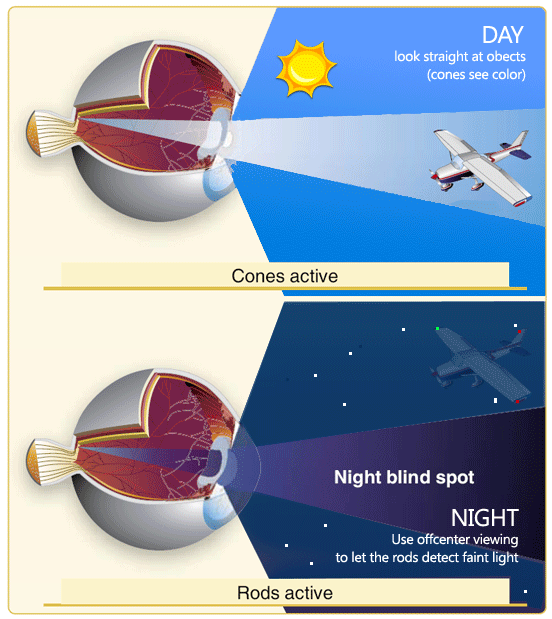 DAY
look straight at obects
(cones see color)
Cones active
Night blind spot
NIGHT
Use offcenter viewing
to let the rods detect faint light
Rods active